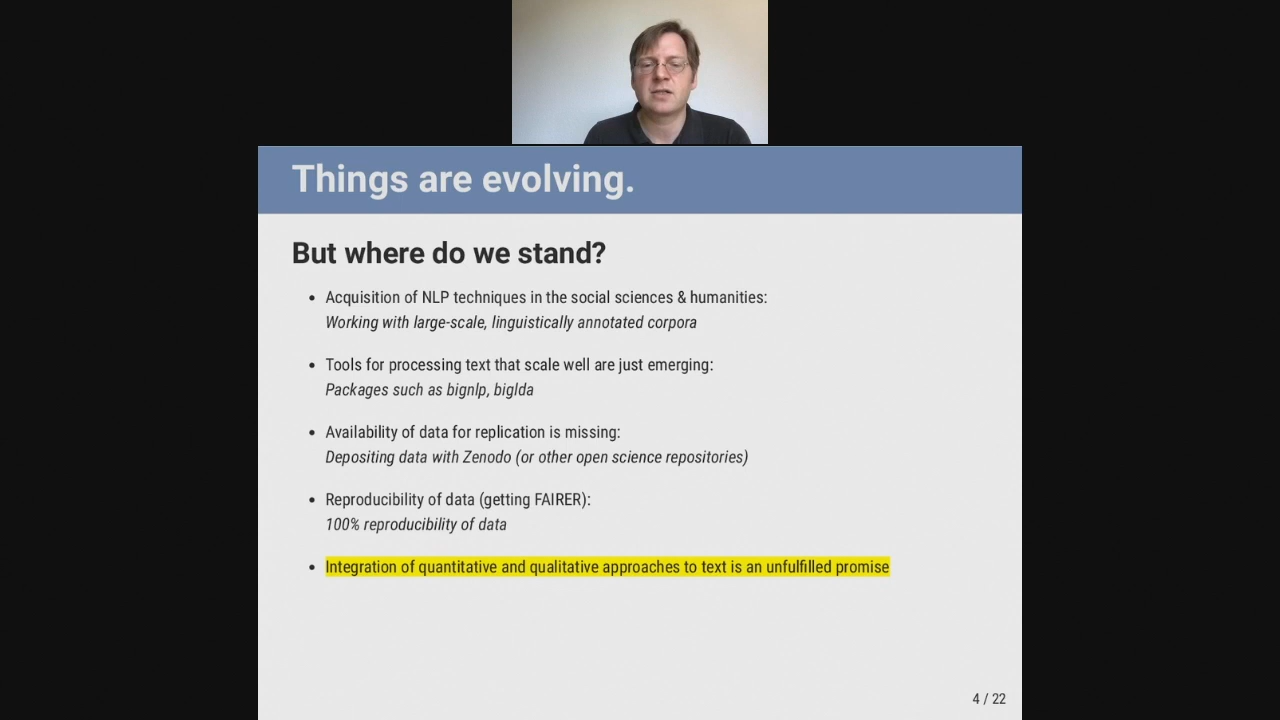 Things are evolving.
But where do we stand?
• Acquisition of NLP techniques in the social sciences & humanities:
Working with large-scale, linguistically annotated corpora
• Tools for processing text that scale well are just emerging:
Packages such as bignlp, biglda
• Availability of data for replication is missing:
Depositing data with Zenodo (or other open science repositories)
• Reproducibility of data (getting FAIRER):
100% reproducibility of data
• Integration of quantitative and qualitative approaches to text is an unfulfilled promise
4 / 22